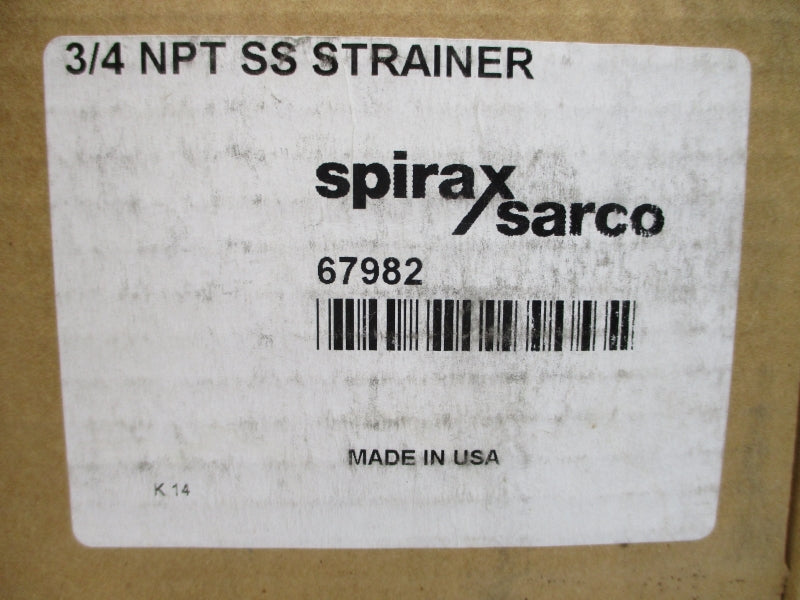 3/4 NPT SS STRAINER
spirax
sarco
67982
MADE IN USA
K 14